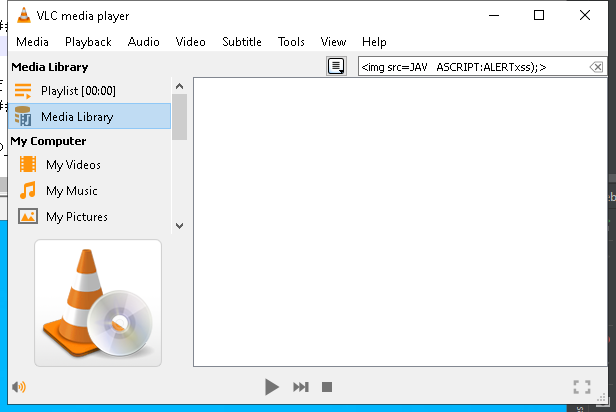 VLC media player
Media Playback Audio Video Subtitle Tools View Help
Media Library
<img src=JAV   ASCRIPT:ALERTxss);>
Playlist [00:00]
Media Library
My Computer
My Videos
My Music
My Pictures